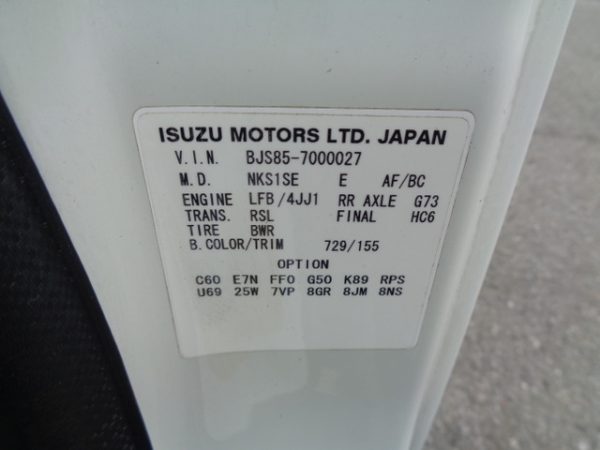 ISUZU MOTORS LTD. JAPAN
V.I.N. BJS85-7000027
M.D. NKS1SE E AF/BC
ENGINE LFB/4JJ1 RR AXLE G73
TRANS. RSL FINAL HC6
TIRE BWR
B.COLOR/TRIM 729/155
OPTION
C60 E7N FF0 G50 K89 RPS
U69 25W 7VP 8GR 8JM 8NS